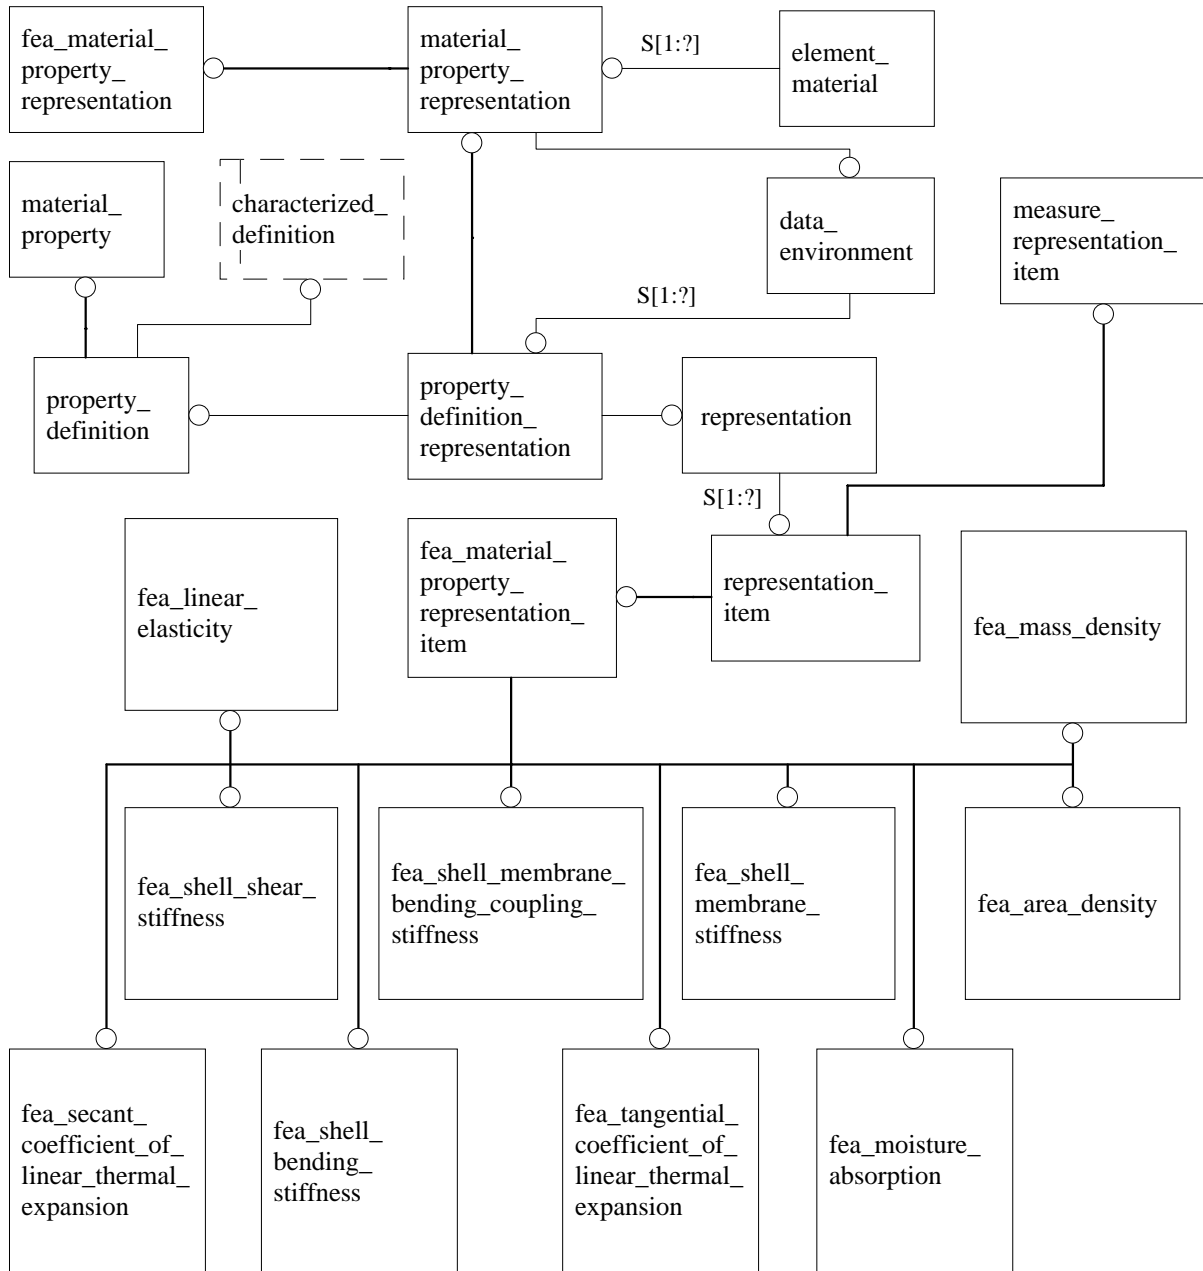 fea_material_
property_
representation
material_
property_
representation
S[1:?]
element_
material
material_
property
characterized_
definition
data_
environment
measure_
representation_
item
S[1:?]
property_
definition
property_
definition_
representation
representation
S[1:?]
fea_linear_
elasticity
fea_material_
property_
representation_
item
representation_
item
fea_mass_density
fea_shell_shear_
stiffness
fea_shell_membrane_
bending_coupling_
stiffness
fea_shell_
membrane_
stiffness
fea_area_density
fea_secant_
coefficient_of_
linear_thermal_
expansion
fea_shell_
bending_
stiffness
fea_tangential_
coefficient_of_
linear_thermal_
expansion
fea_moisture_
absorption